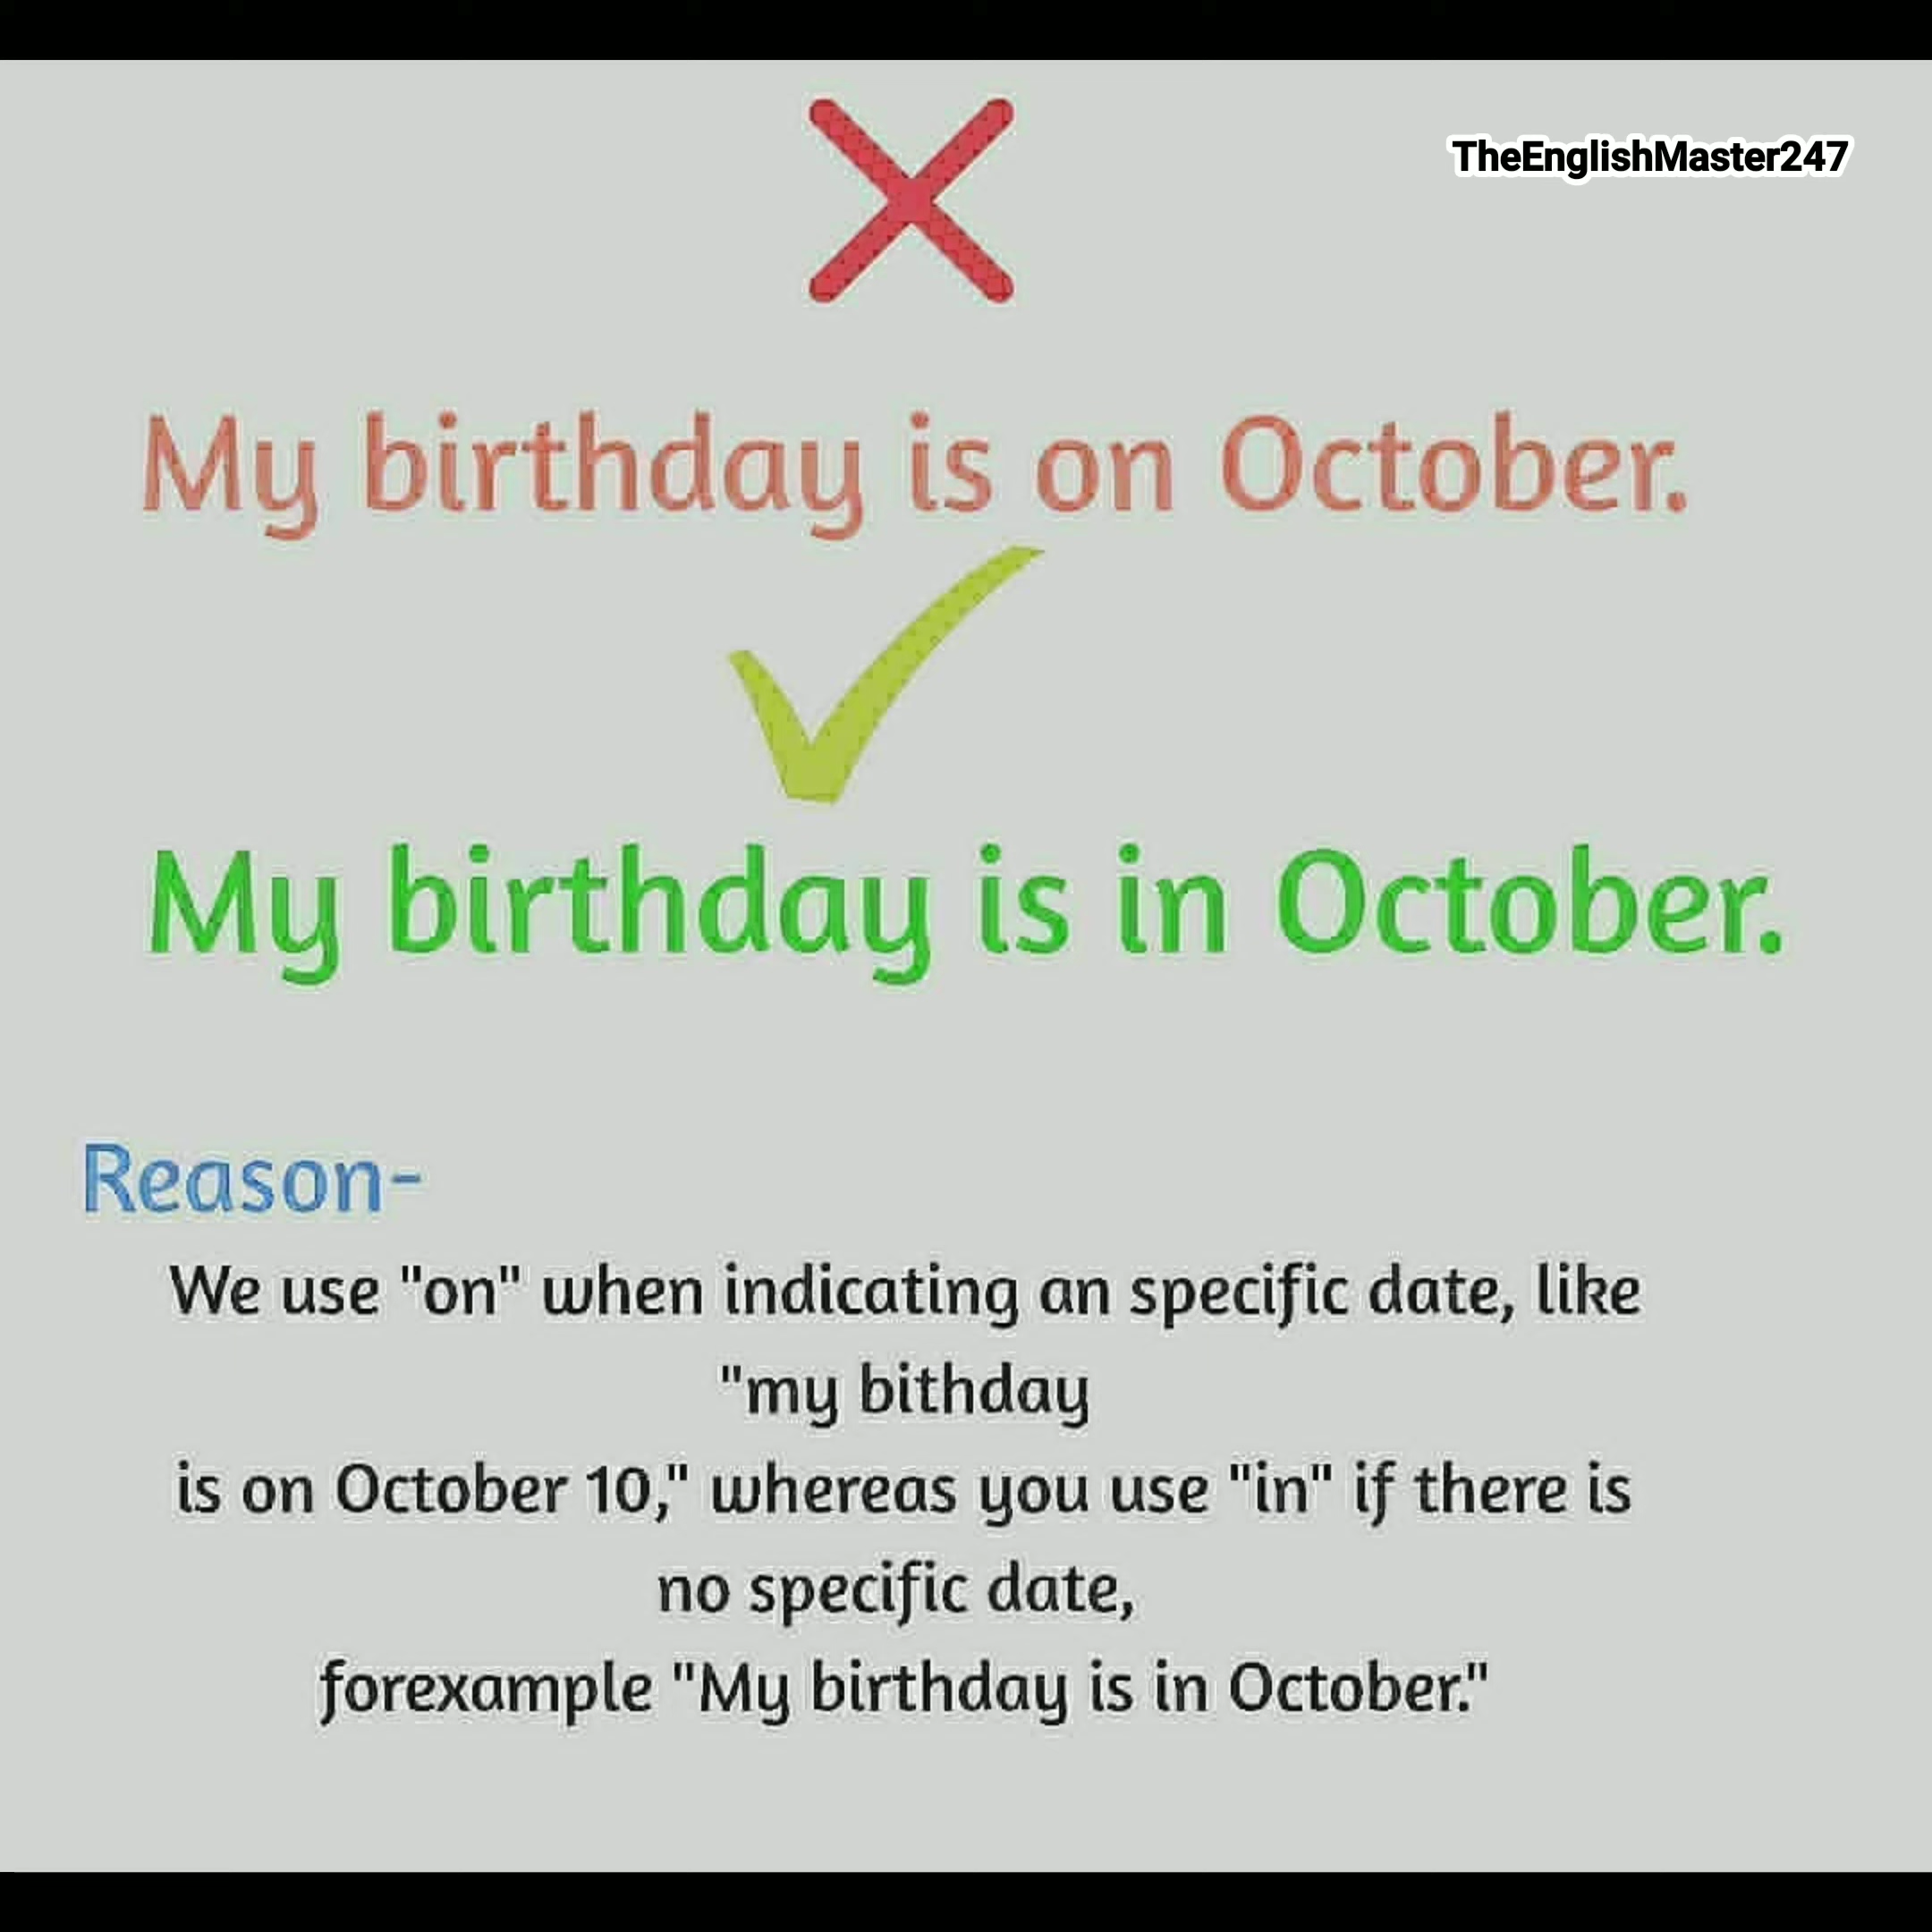 TheEnglishMaster247
My birthday is on October.
My birthday is in October.
Reason-
We use "on" when indicating an specific date, like
"my bithday
is on October 10," whereas you use "in" if there is
no specific date,
forexample "My birthday is in October."